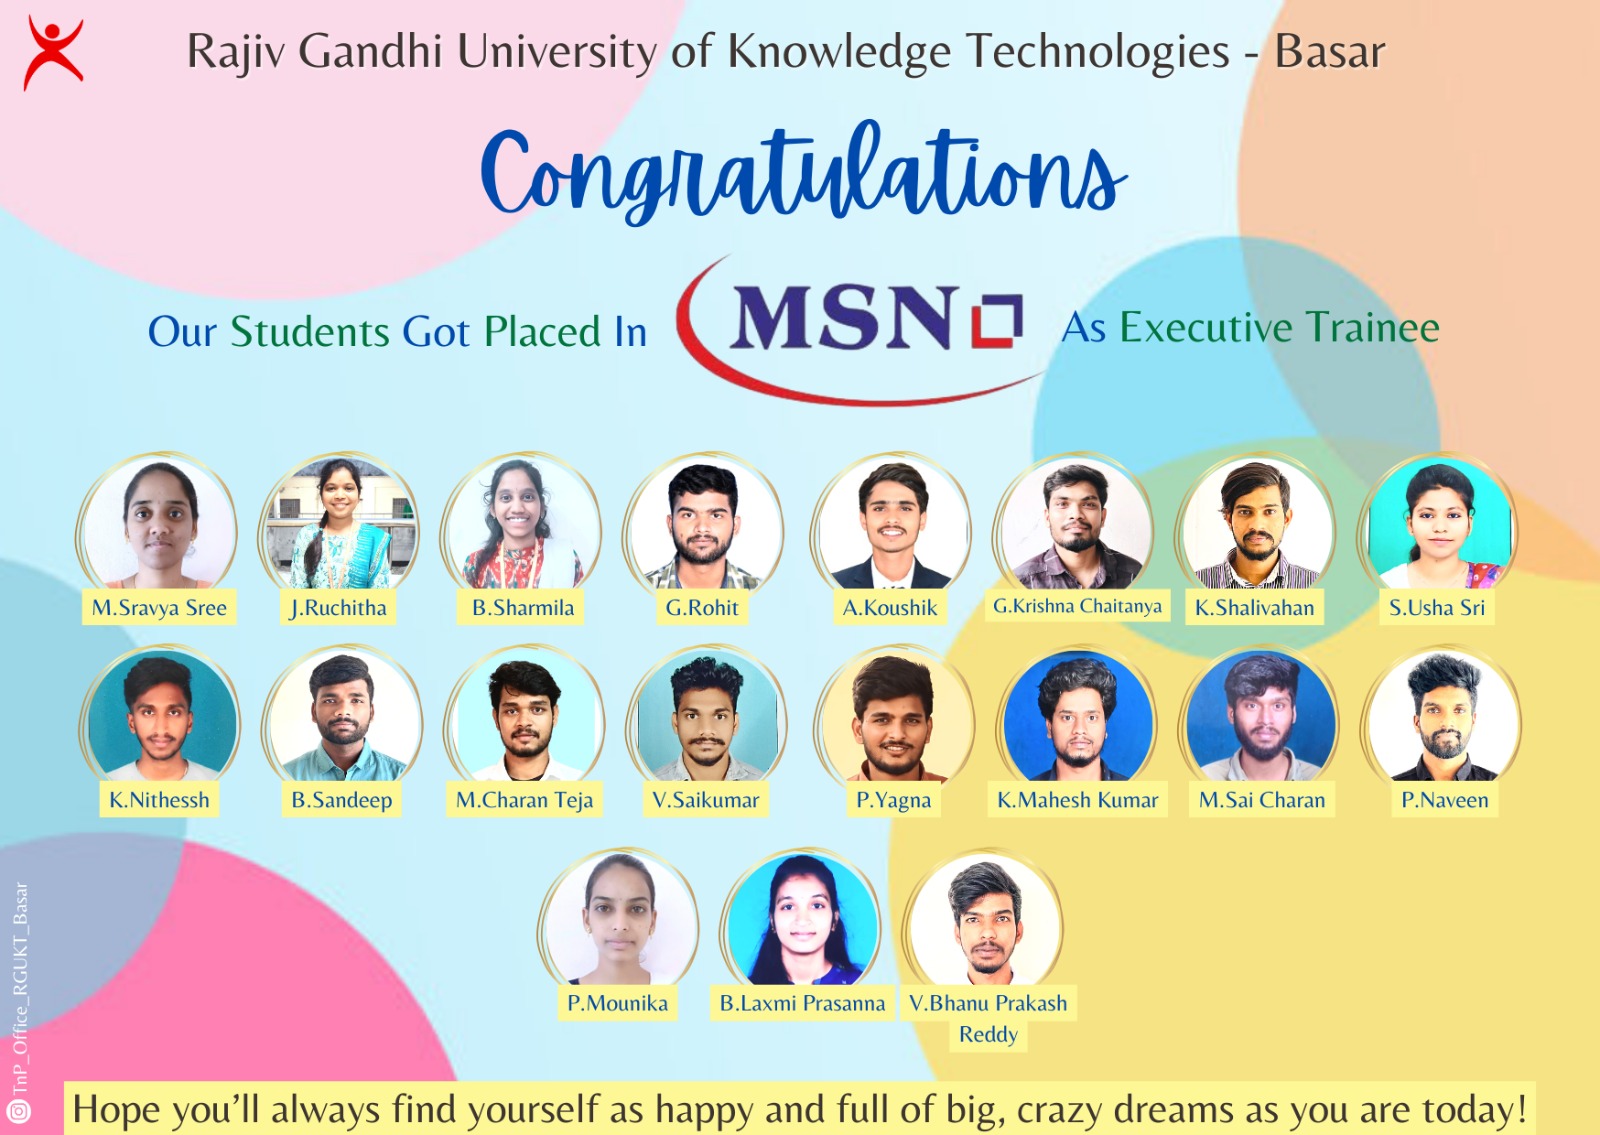 Rajiv Gandhi University of Knowledge Technologies - Basar
Congratulations
Our Students Got Placed In MSN As Executive Trainee
M.Sravya Sree
J.Ruchitha
B.Sharmila
G.Rohit
A.Koushik
G.Krishna Chaitanya
K.Shalivahan
S.Usha Sri
K.Nithessh
B.Sandeep
M.Charan Teja
V.Saikumar
P.Yagna
K.Mahesh Kumar
M.Sai Charan
P.Naveen
P.Mounika
B.Laxmi Prasanna
V.Bhanu Prakash
Reddy
TnP_Office_RGUKT_Basar
Hope you’ll always find yourself as happy and full of big, crazy dreams as you are today!